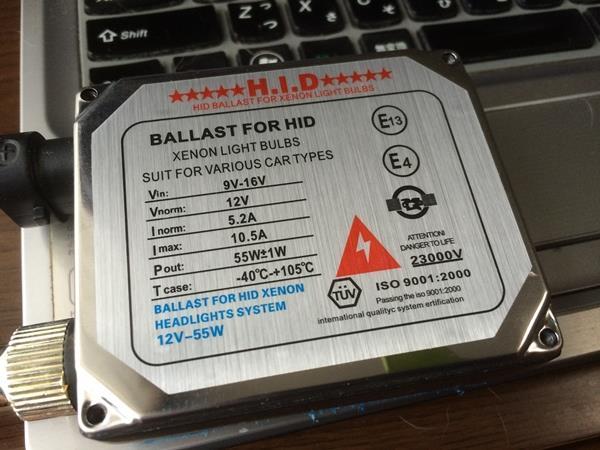 Shift
★★★★★H.I.D★★★★★
HID BALLAST FOR XENON LIGHT BULBS
BALLAST FOR HID
XENON LIGHT BULBS
SUIT FOR VARIOUS CAR TYPES
Vin: 9V-16V
Vnorm: 12V
I norm: 5.2A
I max: 10.5A
P out: 55W±1W
T case: -40℃-+105℃
BALLAST FOR HID XENON
HEADLIGHTS SYSTEM
12V-55W
E13
E4
ATTENTION!
DANGER TO LIFE
23000V
TÜV
ISO 9001:2000
Passing the iso 9001:2000
international qualityc system ertification